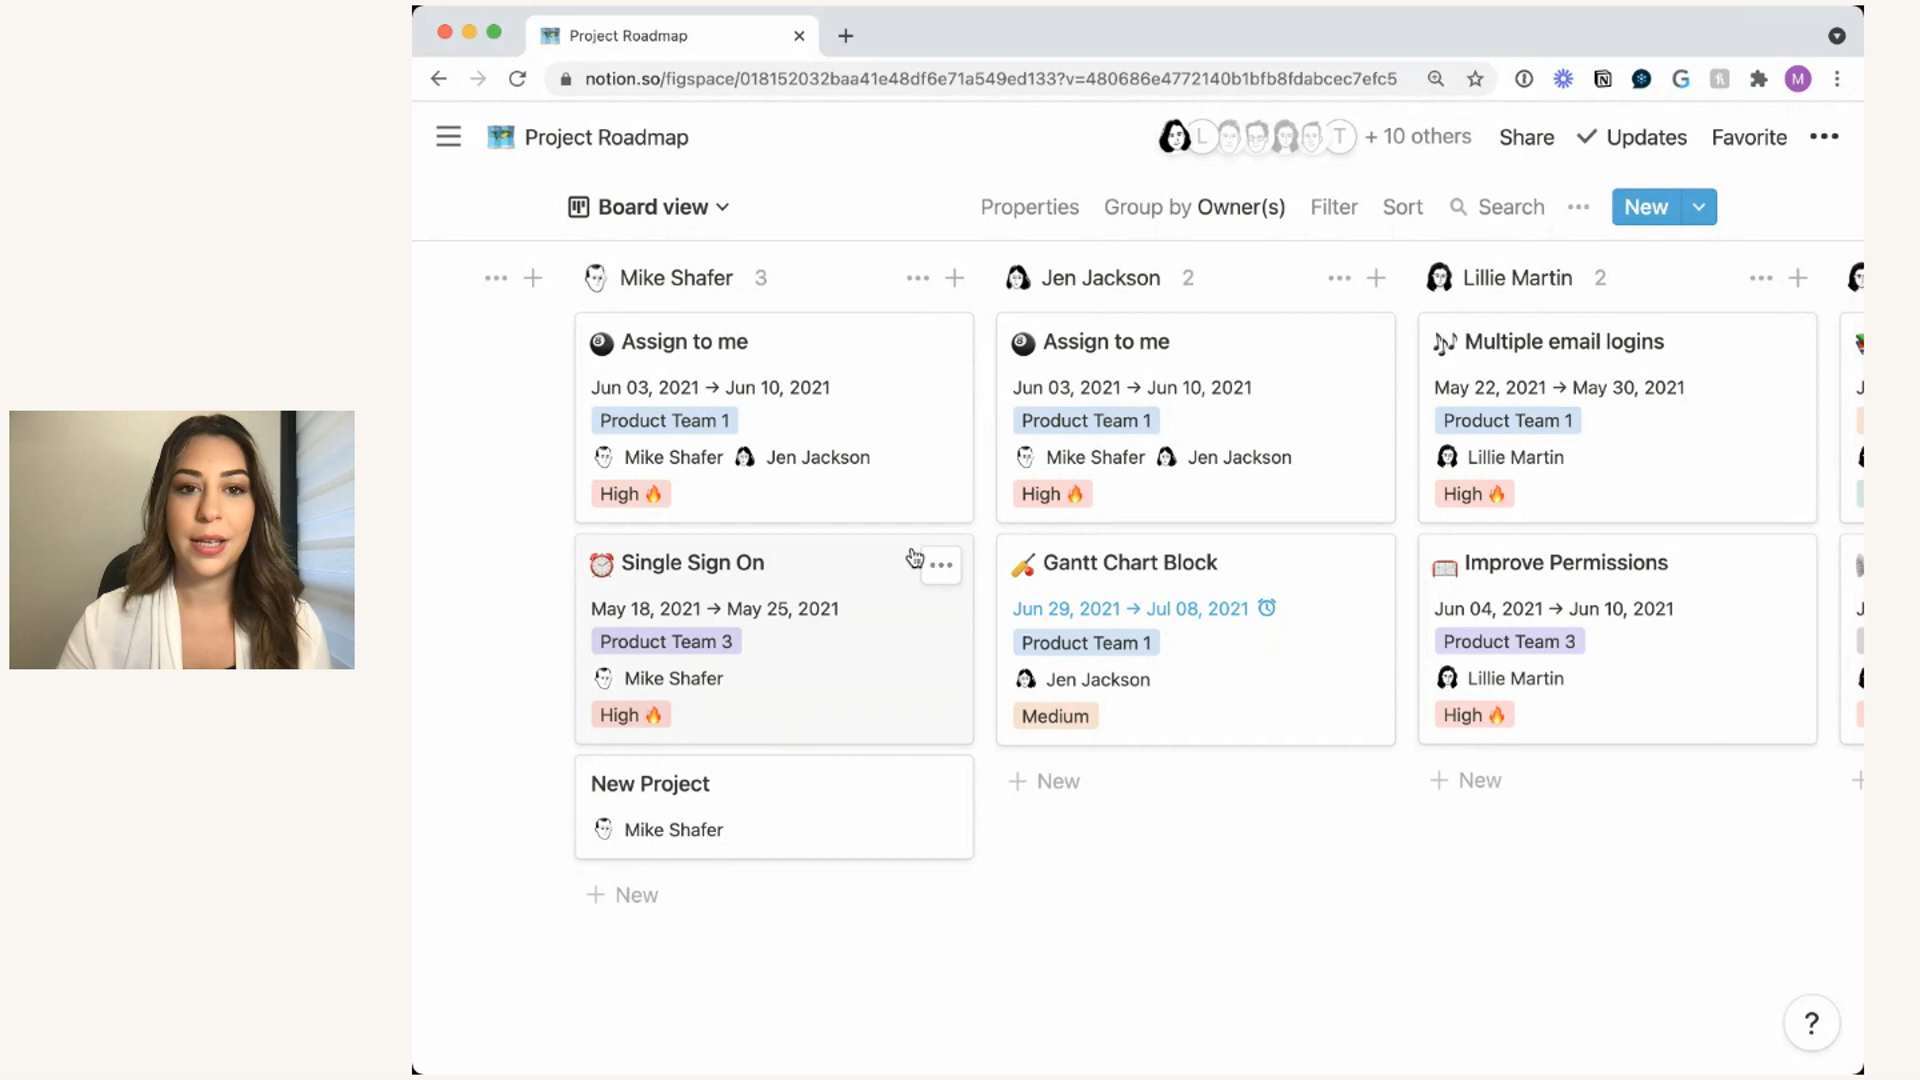 Project Roadmap
notion.so/figspace/018152032baa41e48df6e71a549ed133?v=480686e4772140b1bfb8fdabcec7efc5
G
M
Project Roadmap
L
T
+ 10 others
Share
Updates
Favorite
Board view
Properties
Group by Owner(s)
Filter
Sort
Search
New
Mike Shafer 3
Assign to me
Jun 03, 2021 → Jun 10, 2021
Product Team 1
Mike Shafer Jen Jackson
High
Single Sign On
May 18, 2021 → May 25, 2021
Product Team 3
Mike Shafer
High
New Project
Mike Shafer
+ New
Jen Jackson 2
Assign to me
Jun 03, 2021 → Jun 10, 2021
Product Team 1
Mike Shafer Jen Jackson
High
Gantt Chart Block
Jun 29, 2021 → Jul 08, 2021
Product Team 1
Jen Jackson
Medium
+ New
Lillie Martin 2
Multiple email logins
May 22, 2021 → May 30, 2021
Product Team 1
Lillie Martin
High
Improve Permissions
Jun 04, 2021 → Jun 10, 2021
Product Team 3
Lillie Martin
High
+ New
J
J
?